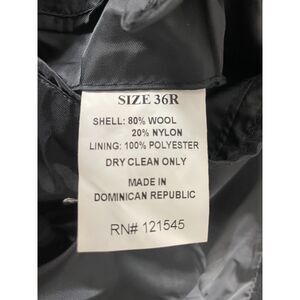 SIZE 36R
SHELL: 80% WOOL
20% NYLON
LINING: 100% POLYESTER
DRY CLEAN ONLY
MADE IN
DOMINICAN REPUBLIC
RN# 121545